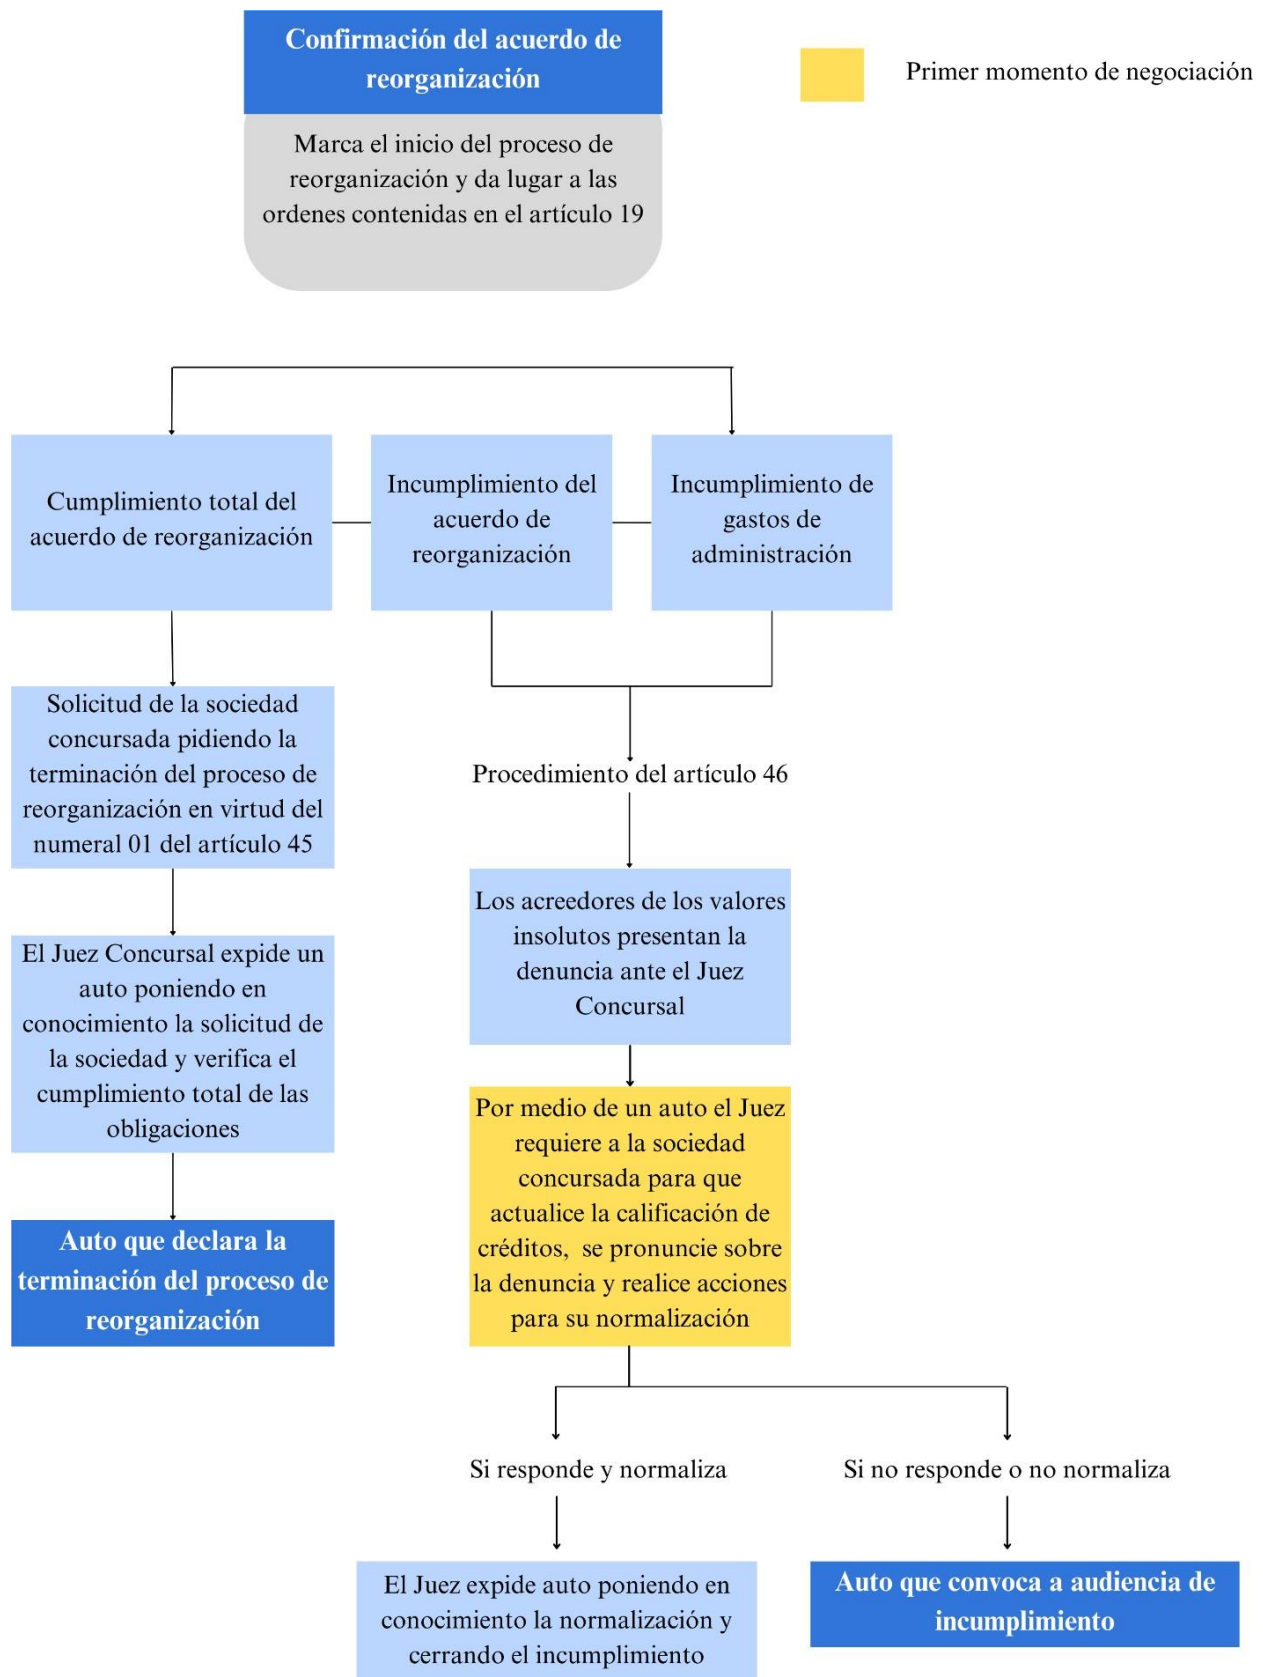 Confirmación del acuerdo de
reorganización
Primer momento de negociación
Marca el inicio del proceso de
reorganización y da lugar a las
ordenes contenidas en el artículo 19
Cumplimiento total del
acuerdo de reorganización
Incumplimiento del
acuerdo de
reorganización
Incumplimiento de
gastos de
administración
Solicitud de la sociedad
concursada pidiendo la
terminación del proceso de
reorganización en virtud del
numeral 01 del artículo 45
El Juez Concursal expide un
auto poniendo en
conocimiento la solicitud de
la sociedad y verifica el
cumplimiento total de las
obligaciones
Auto que declara la
terminación del proceso de
reorganización
Procedimiento del artículo 46
Los acreedores de los valores
insolutos presentan la
denuncia ante el Juez
Concursal
Por medio de un auto el Juez
requiere a la sociedad
concursada para que
actualice la calificación de
créditos, se pronuncie sobre
la denuncia y realice acciones
para su normalización
Si responde y normaliza
El Juez expide auto poniendo en
conocimiento la normalización y
cerrando el incumplimiento
Si no responde o no normaliza
Auto que convoca a audiencia de
incumplimiento